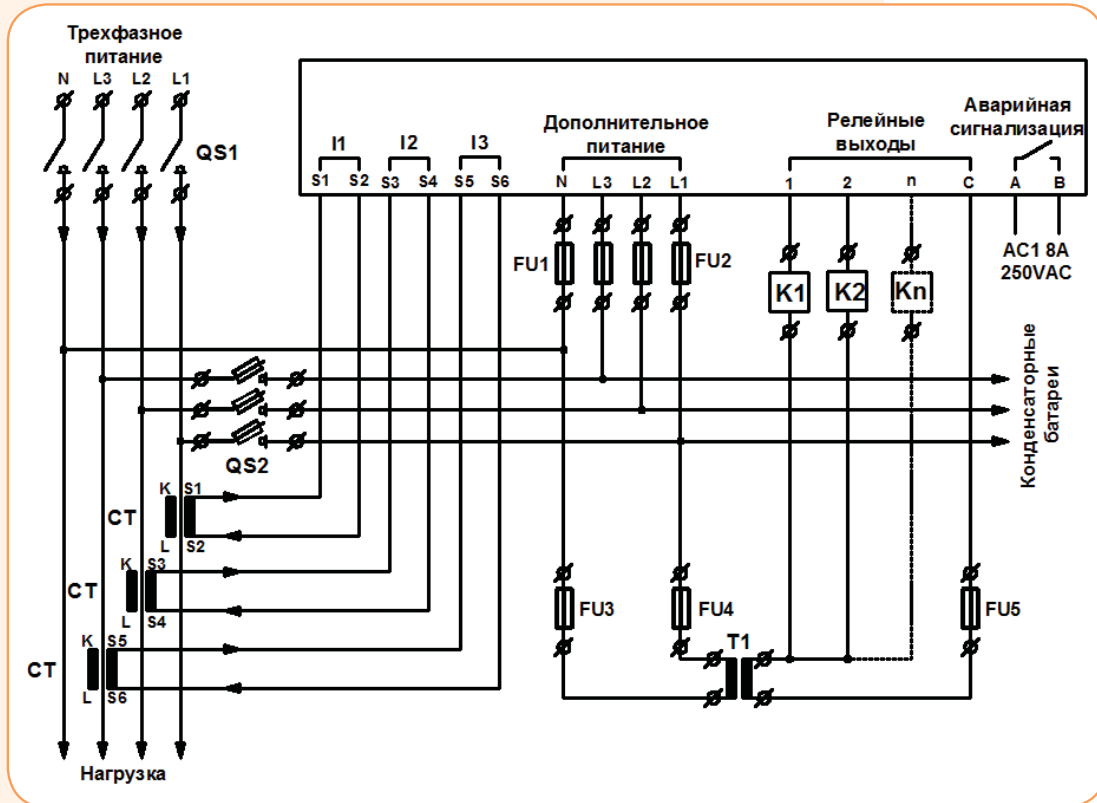 Трехфазное
питание
N L3 L2 L1
QS1
I1 I2 I3
S1 S2 S3 S4 S5 S6
Дополнительное
питание
N L3 L2 L1
Релейные
выходы
1 2 n C
Аварийная
сигнализация
A B
AC1 8A
250VAC
FU1 FU2
K1 K2 Kn
QS2
Конденсаторные
батареи
K S1
CT
L S2
K S3
CT
L S4
K S5
CT
L S6
FU3 FU4 FU5
T1
Нагрузка